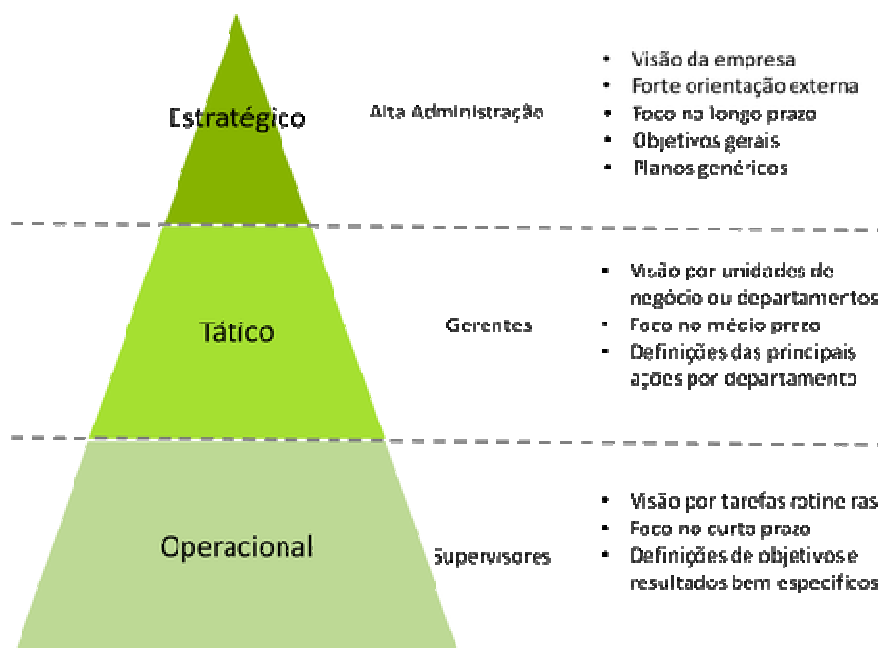 Estratégico
Alta Administração
• Visão da empresa
• Forte orientação externa
• Foco no longo prazo
• Objetivos gerais
• Planos genéricos
Tático
Gerentes
• Visão por unidades de
negócio ou departamentos
• Foco no médio prazo
• Definições das principais
ações por departamento
Operacional
Supervisores
• Visão por tarefas rotineiras
• Foco no curto prazo
• Definições de objetivos e
resultados bem específicos